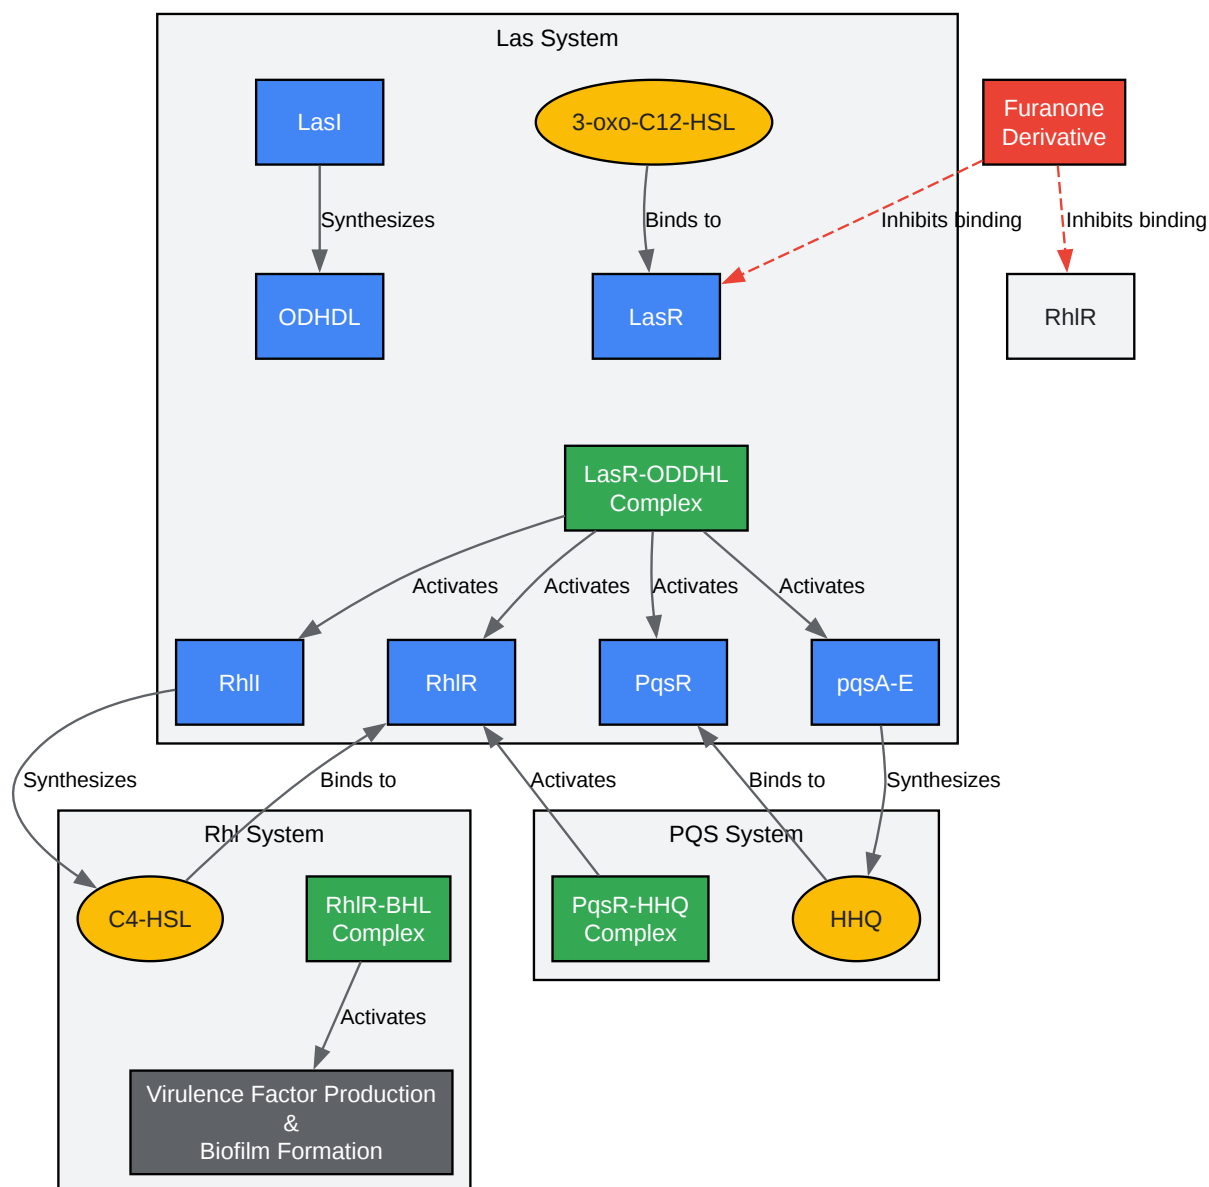 Las System
LasI
3-oxo-C12-HSL
Furanone
Derivative
Synthesizes
Binds to
Inhibits binding
Inhibits binding
ODHDL
LasR
RhlR
LasR-ODDHL
Complex
Activates
Activates
Activates
Activates
RhlI
RhlR
PqsR
pqsA-E
Synthesizes
Binds to
Activates
Binds to
Synthesizes
Rhl System
PQS System
C4-HSL
RhlR-BHL
Complex
PqsR-HHQ
Complex
HHQ
Activates
Virulence Factor Production
&
Biofilm Formation